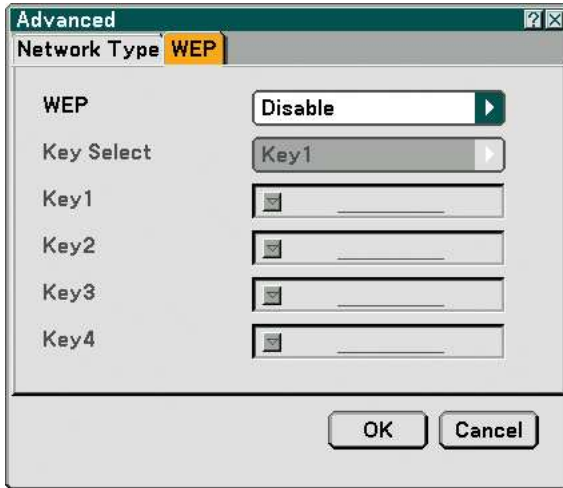 Advanced
Network Type WEP
WEP Disable
Key Select Key1
Key1
Key2
Key3
Key4
OK Cancel